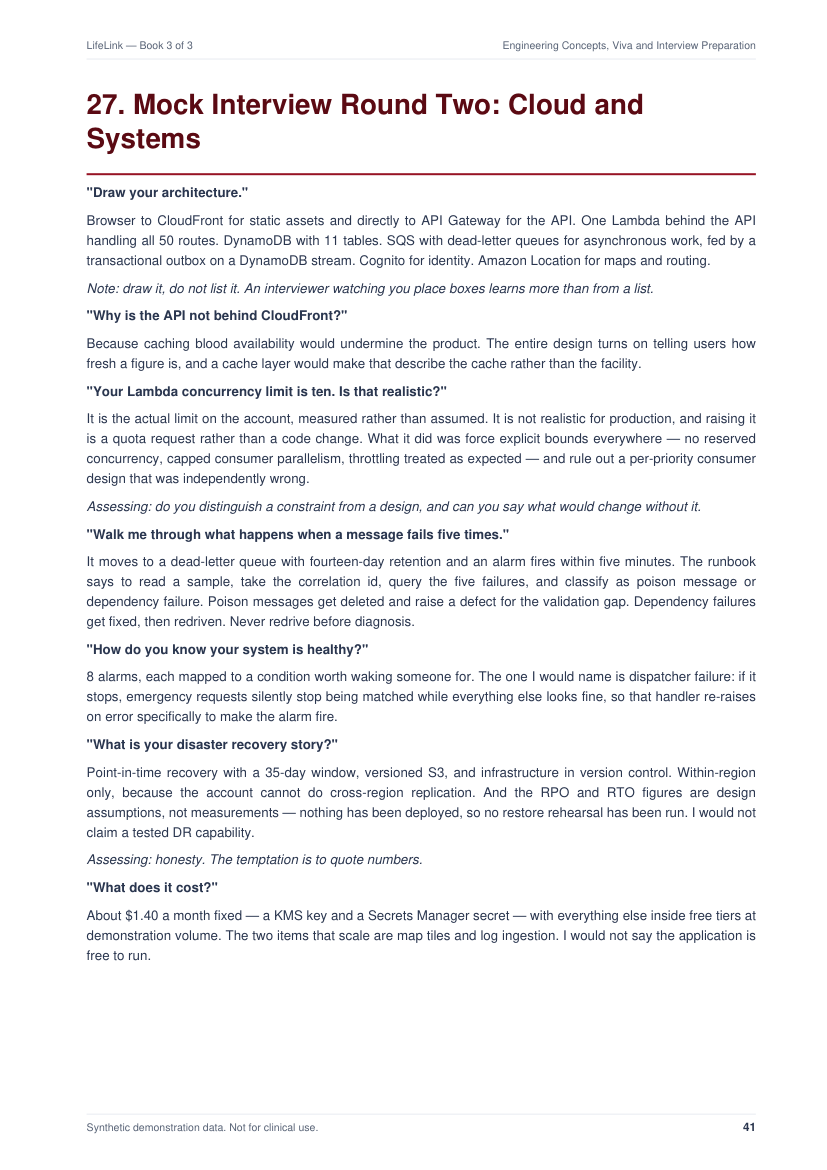 LifeLink — Book 3 of 3
Engineering Concepts, Viva and Interview Preparation
27. Mock Interview Round Two: Cloud and
Systems
"Draw your architecture."
Browser to CloudFront for static assets and directly to API Gateway for the API. One Lambda behind the API
handling all 50 routes. DynamoDB with 11 tables. SQS with dead-letter queues for asynchronous work, fed by a
transactional outbox on a DynamoDB stream. Cognito for identity. Amazon Location for maps and routing.
Note: draw it, do not list it. An interviewer watching you place boxes learns more than from a list.
"Why is the API not behind CloudFront?"
Because caching blood availability would undermine the product. The entire design turns on telling users how
fresh a figure is, and a cache layer would make that describe the cache rather than the facility.
"Your Lambda concurrency limit is ten. Is that realistic?"
It is the actual limit on the account, measured rather than assumed. It is not realistic for production, and raising it
is a quota request rather than a code change. What it did was force explicit bounds everywhere — no reserved
concurrency, capped consumer parallelism, throttling treated as expected — and rule out a per-priority consumer
design that was independently wrong.
Assessing: do you distinguish a constraint from a design, and can you say what would change without it.
"Walk me through what happens when a message fails five times."
It moves to a dead-letter queue with fourteen-day retention and an alarm fires within five minutes. The runbook
says to read a sample, take the correlation id, query the five failures, and classify as poison message or
dependency failure. Poison messages get deleted and raise a defect for the validation gap. Dependency failures
get fixed, then redriven. Never redrive before diagnosis.
"How do you know your system is healthy?"
8 alarms, each mapped to a condition worth waking someone for. The one I would name is dispatcher failure: if it
stops, emergency requests silently stop being matched while everything else looks fine, so that handler re-raises
on error specifically to make the alarm fire.
"What is your disaster recovery story?"
Point-in-time recovery with a 35-day window, versioned S3, and infrastructure in version control. Within-region
only, because the account cannot do cross-region replication. And the RPO and RTO figures are design
assumptions, not measurements — nothing has been deployed, so no restore rehearsal has been run. I would not
claim a tested DR capability.
Assessing: honesty. The temptation is to quote numbers.
"What does it cost?"
About $1.40 a month fixed — a KMS key and a Secrets Manager secret — with everything else inside free tiers at
demonstration volume. The two items that scale are map tiles and log ingestion. I would not say the application is
free to run.
Synthetic demonstration data. Not for clinical use.
41